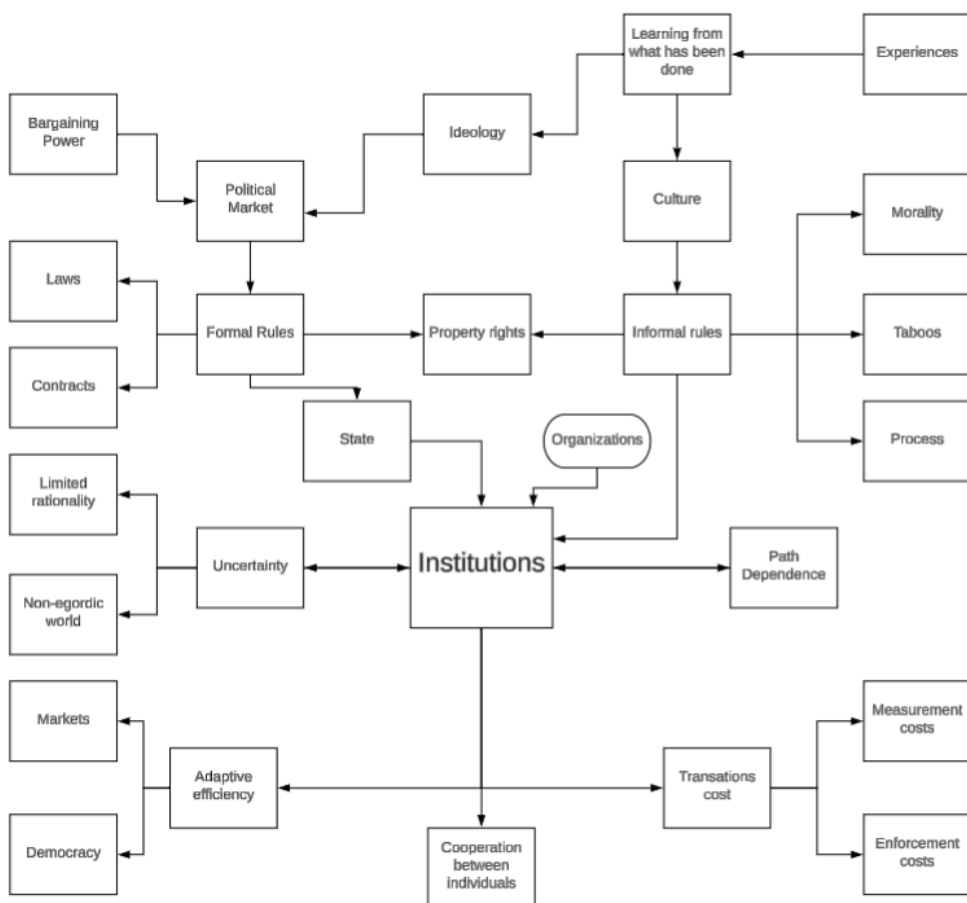 Learning from
what has been
done
Experiences
Bargaining
Power
Ideology
Political
Market
Culture
Morality
Laws
Formal Rules
Property rights
Informal rules
Taboos
Contracts
State
Organizations
Process
Limited
rationality
Uncertainty
Institutions
Path
Dependence
Non-egordic
world
Markets
Measurement
costs
Adaptive
efficiency
Transations
cost
Democracy
Cooperation
between
individuals
Enforcement
costs